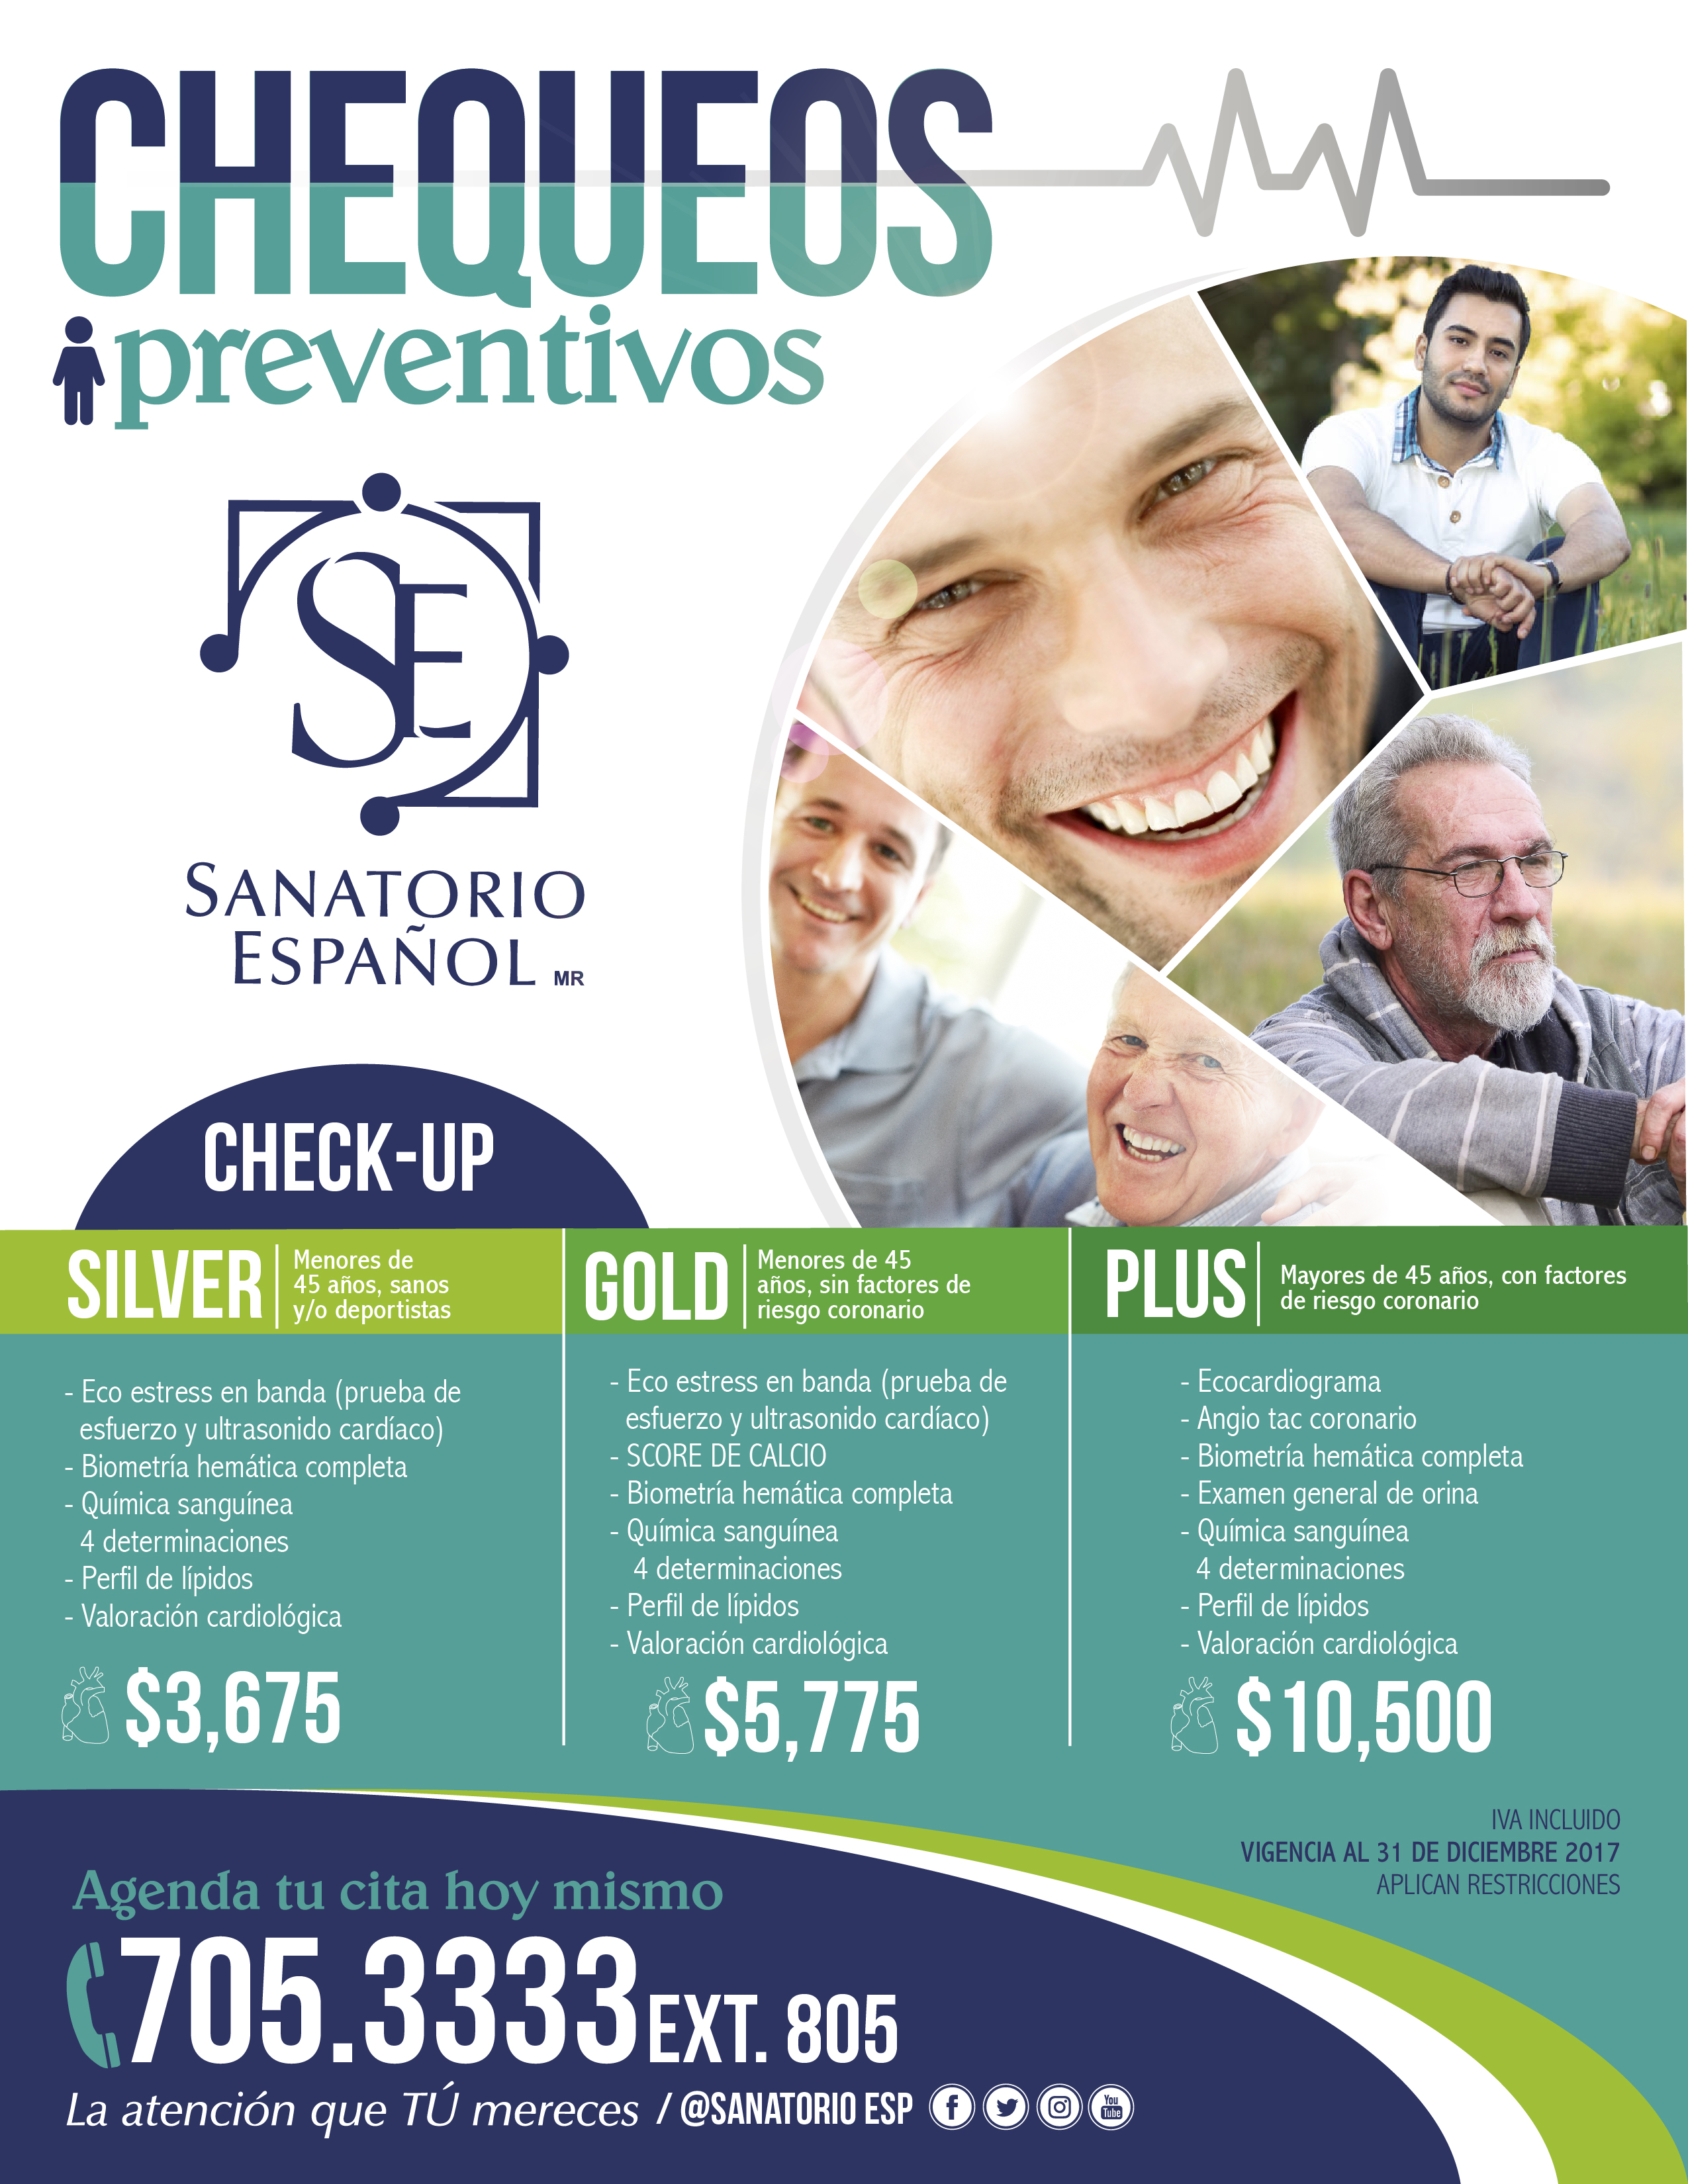 CHEQUEOS
preventivos
SE
SANATORIO
ESPAÑOL MR
CHECK-UP
SILVER
Menores de
45 años, sanos
y/o deportistas
- Eco estress en banda (prueba de
esfuerzo y ultrasonido cardíaco)
- Biometría hemática completa
- Química sanguínea
4 determinaciones
- Perfil de lípidos
- Valoración cardiológica
$3,675
GOLD
Menores de 45
años, sin factores de
riesgo coronario
- Eco estress en banda (prueba de
esfuerzo y ultrasonido cardíaco)
- SCORE DE CALCIO
- Biometría hemática completa
- Química sanguínea
4 determinaciones
- Perfil de lípidos
- Valoración cardiológica
$5,775
PLUS
Mayores de 45 años, con factores
de riesgo coronario
- Ecocardiograma
- Angio tac coronario
- Biometría hemática completa
- Examen general de orina
- Química sanguínea
4 determinaciones
- Perfil de lípidos
- Valoración cardiológica
$10,500
IVA INCLUIDO
VIGENCIA AL 31 DE DICIEMBRE 2017
APLICAN RESTRICCIONES
Agenda tu cita hoy mismo
705.3333 EXT. 805
La atención que TÚ mereces / @SANATORIO ESP f You Tube